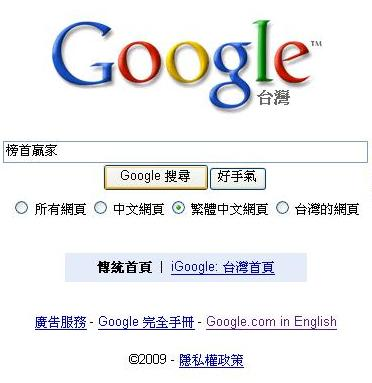 Google™
台灣
榜首贏家
Google 搜尋 好手氣
所有網頁 中文網頁 繁體中文網頁 台灣的網頁
傳統首頁 | iGoogle: 台灣首頁
廣告服務 - Google 完全手冊 - Google.com in English
©2009 - 隱私權政策